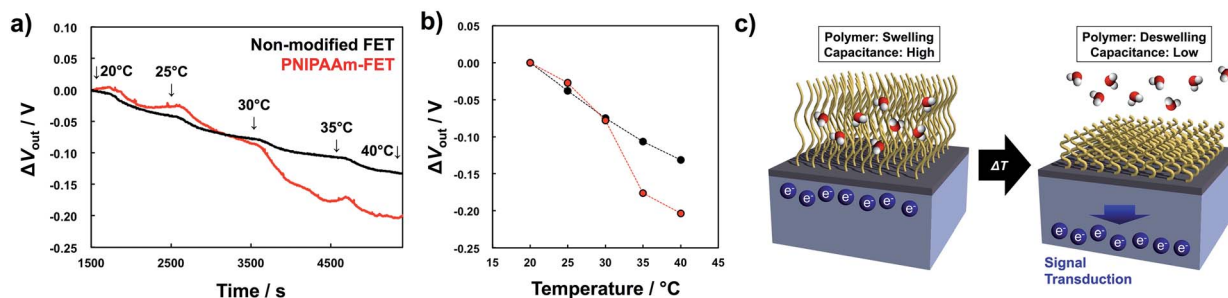 a)
Non-modified FET
PNIPAAm-FET
↓20°C
25°C
↓
30°C
↓
35°C
↓
40°C↓
0.10
0.05
0.00
-0.05
-0.10
-0.15
-0.20
-0.25
ΔVout / V
1500 2500 3500 4500
Time / s
b)
0.05
0.00
-0.05
-0.10
-0.15
-0.20
-0.25
ΔVout / V
15 20 25 30 35 40 45
Temperature / °C
c)
Polymer: Swelling
Capacitance: High
e- e- e- e- e- e- e-
ΔT
Polymer: Deswelling
Capacitance: Low
e- e- e- e- e- e- e-
Signal
Transduction